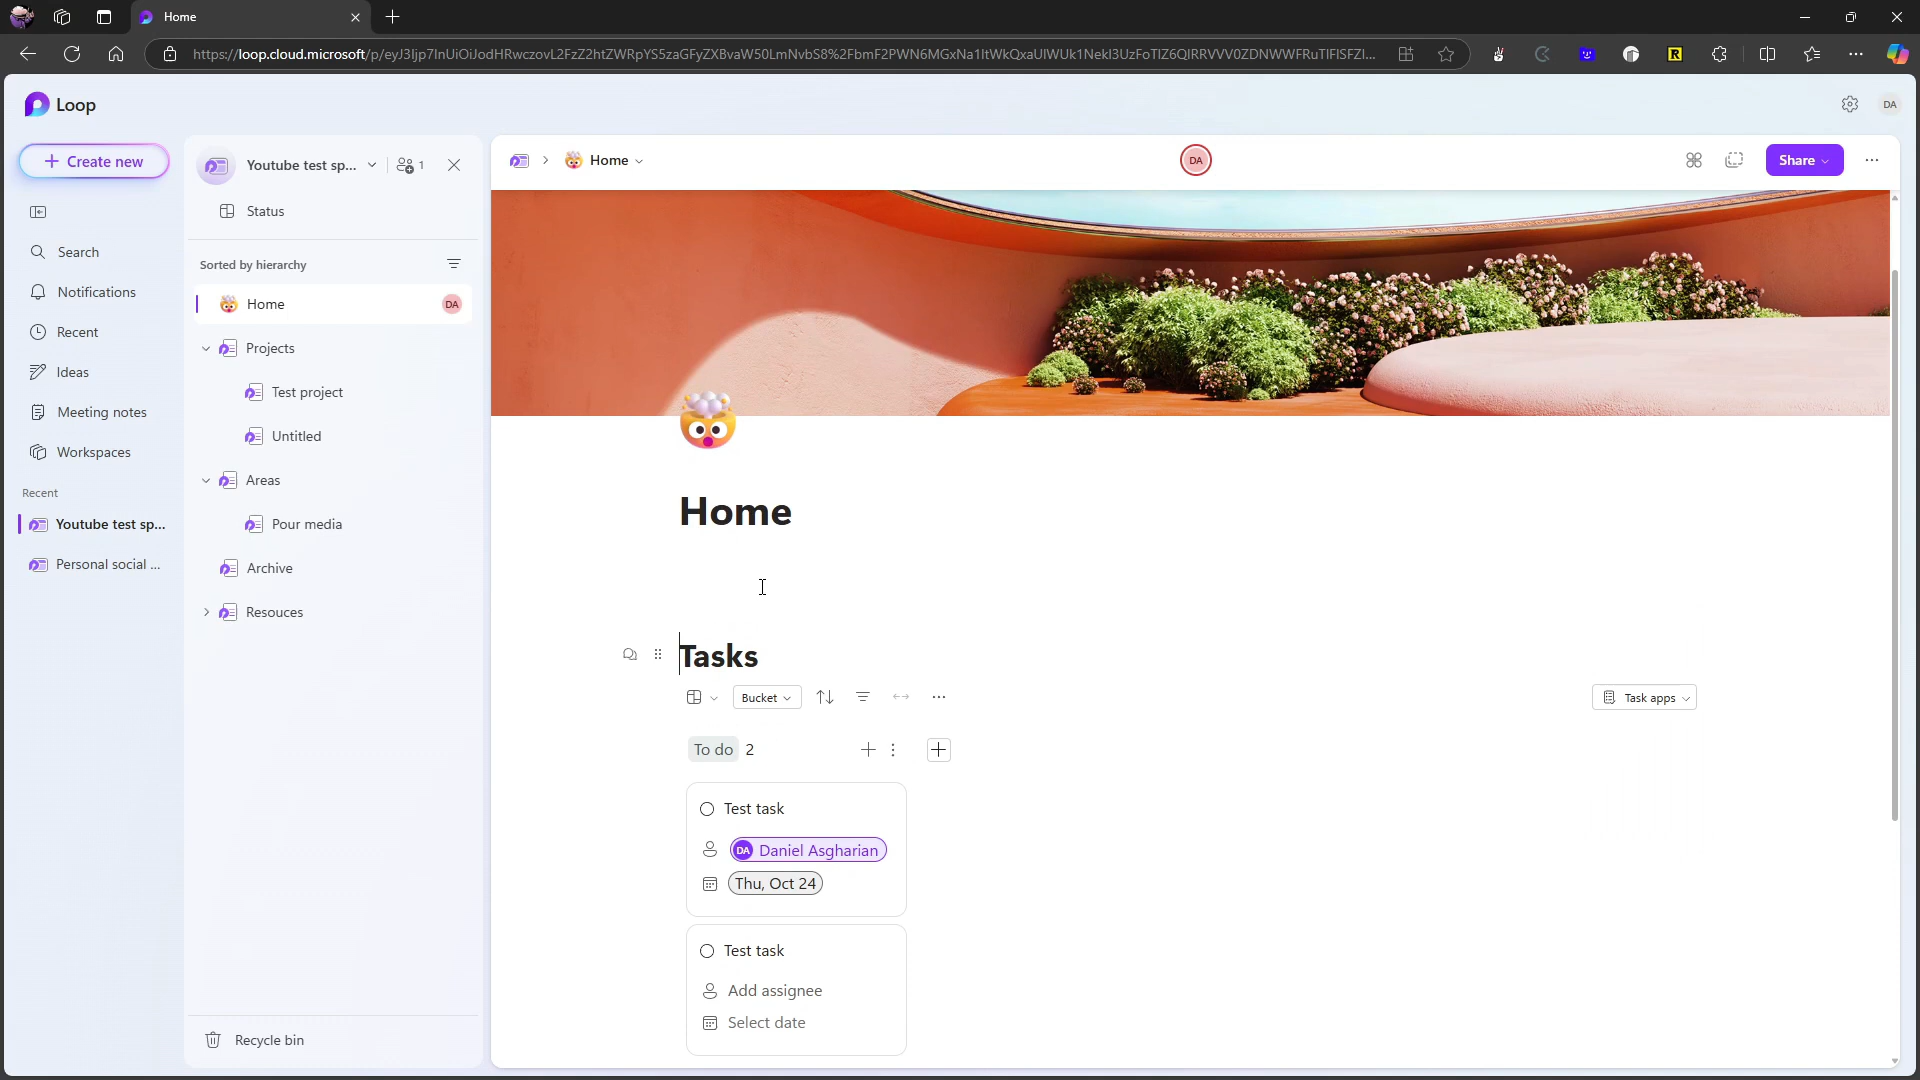 Home
https://loop.cloud.microsoft/p/
Loop
DA
Create new
Youtube test sp...
1
Home
DA
Share
Status
Search
Sorted by hierarchy
Notifications
Home
DA
Recent
Projects
Ideas
Test project
Meeting notes
Untitled
Workspaces
Areas
Recent
Youtube test sp...
Pour media
Personal social ...
Archive
Resouces
Recycle bin
Home
Tasks
Bucket
Task apps
To do 2
Test task
DA Daniel Asgharian
Thu, Oct 24
Test task
Add assignee
Select date